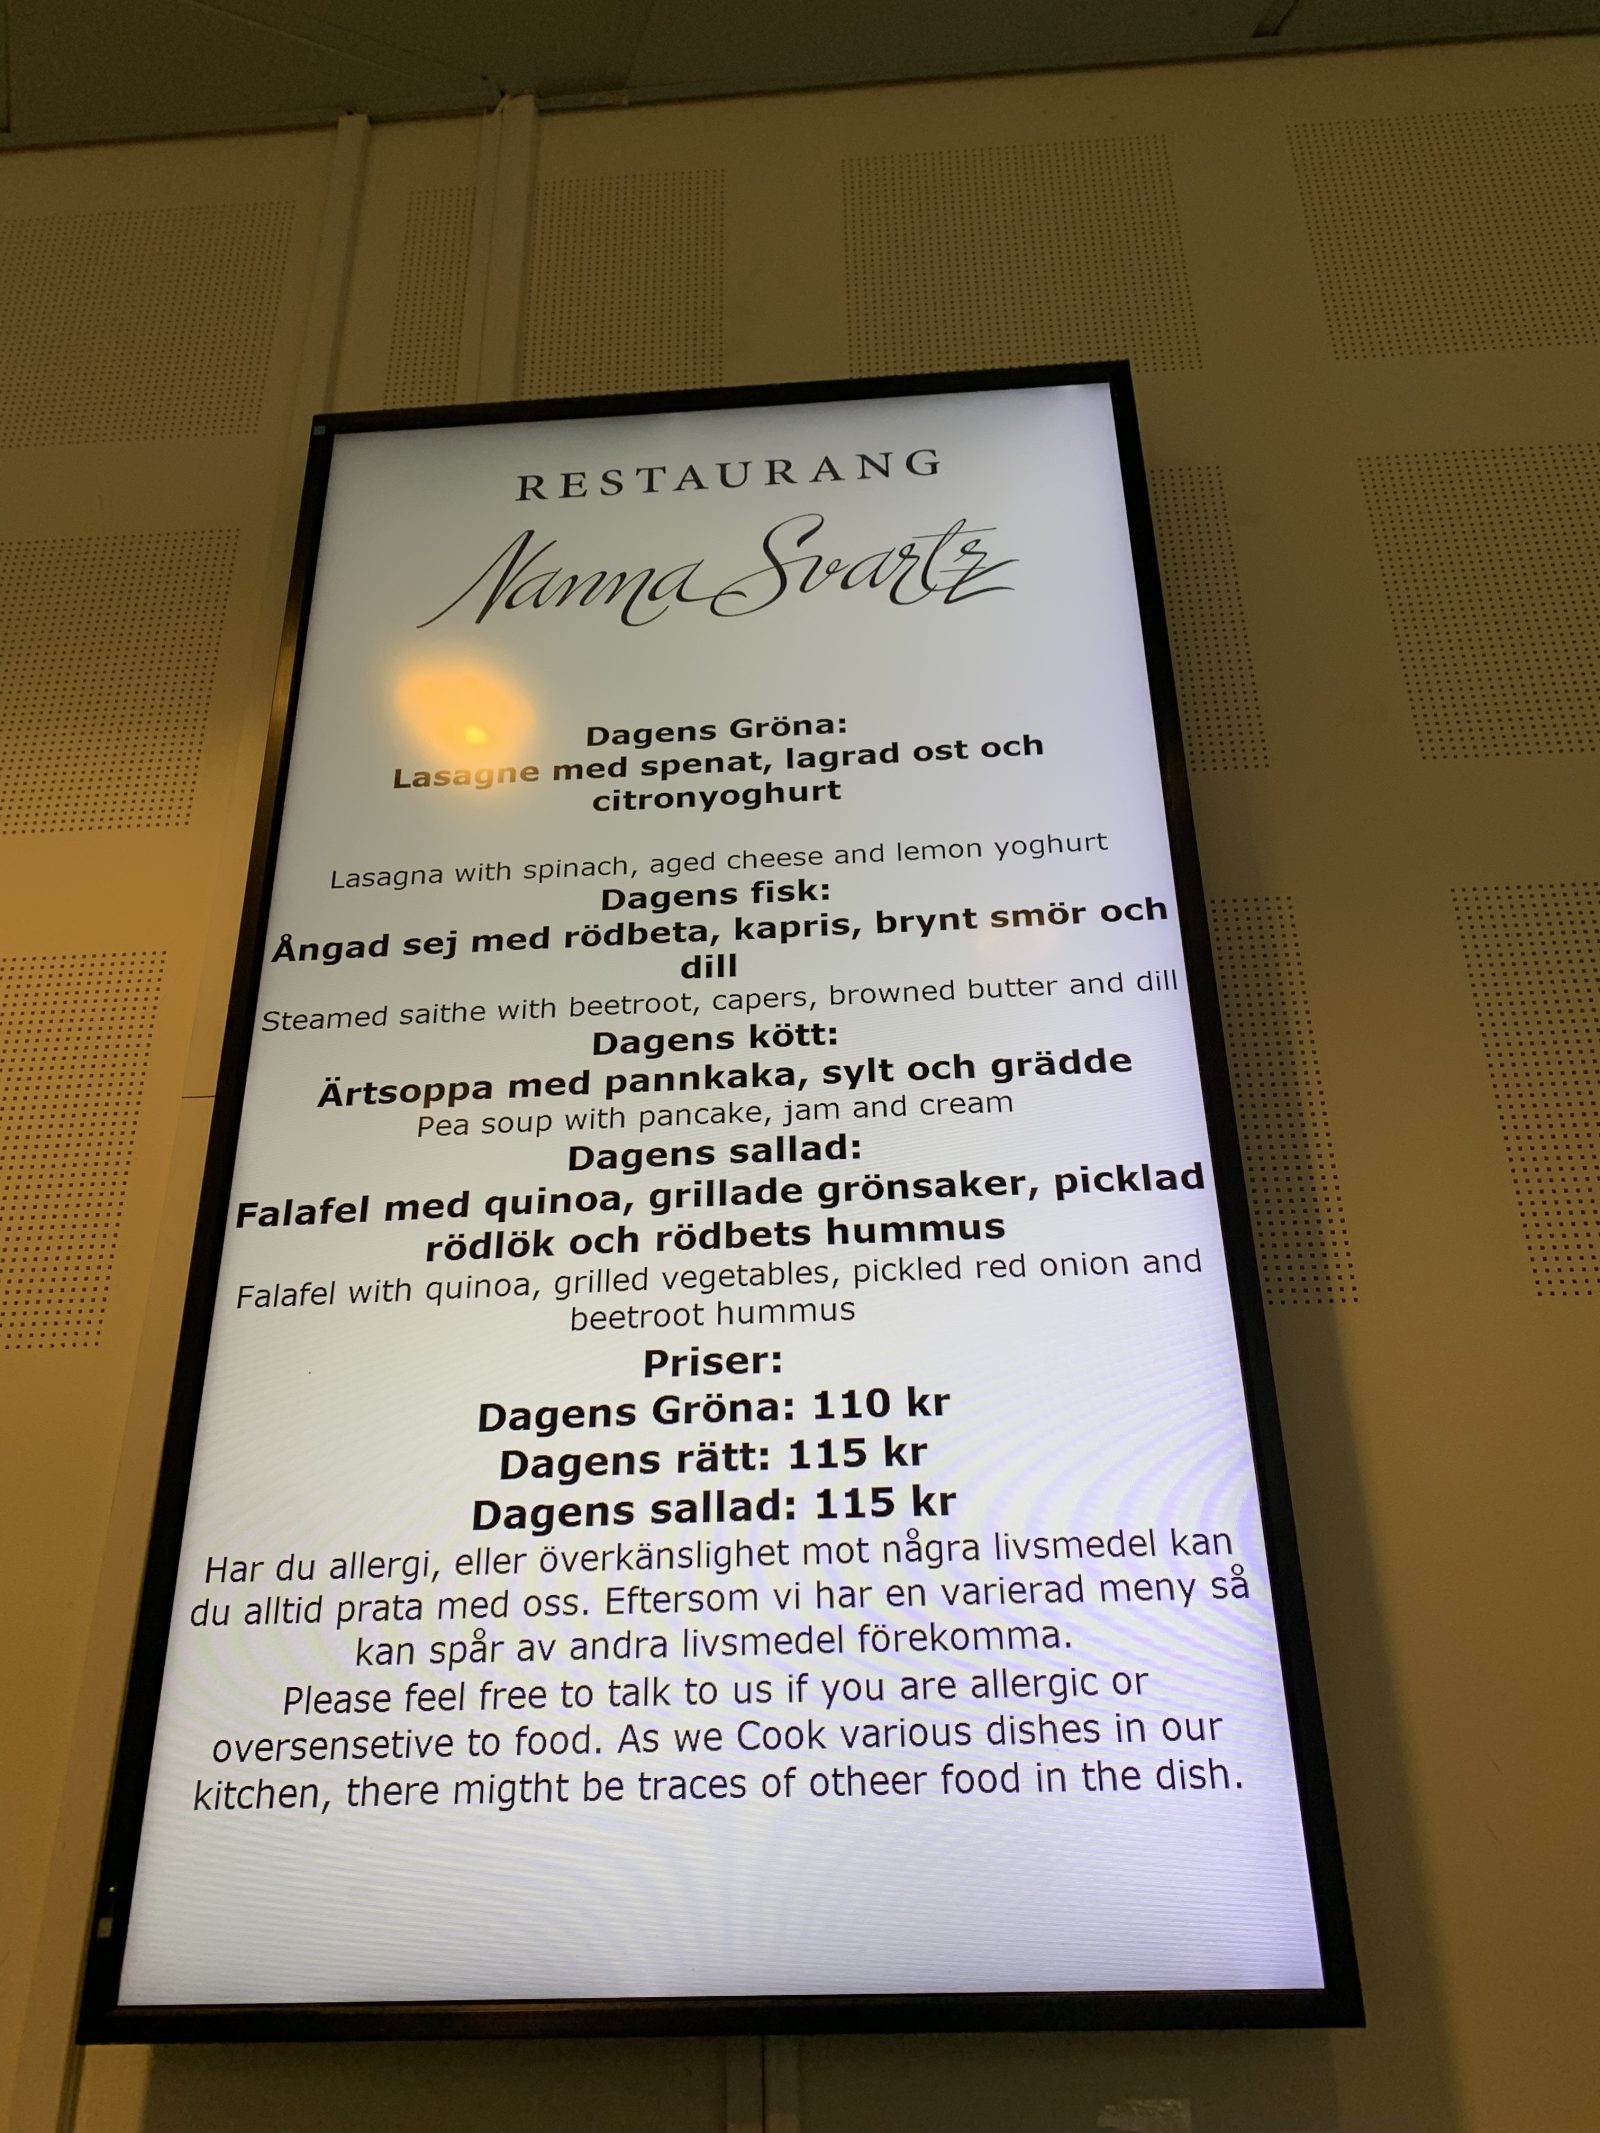 RESTAURANG
Nanna Svartz
Dagens Gröna:
Lasagne med spenat, lagrad ost och
citronyoghurt
Lasagna with spinach, aged cheese and lemon yoghurt
Dagens fisk:
Ångad sej med rödbeta, kapris, brynt smör och
dill
Steamed saithe with beetroot, capers, browned butter and dill
Dagens kött:
Ärtsoppa med pannkaka, sylt och grädde
Pea soup with pancake, jam and cream
Dagens sallad:
Falafel med quinoa, grillade grönsaker, picklad
rödlök och rödbets hummus
Falafel with quinoa, grilled vegetables, pickled red onion and
beetroot hummus
Priser:
Dagens Gröna: 110 kr
Dagens rätt: 115 kr
Dagens sallad: 115 kr
Har du allergi, eller överkänslighet mot några livsmedel kan
du alltid prata med oss. Eftersom vi har en varierad meny så
kan spår av andra livsmedel förekomma.
Please feel free to talk to us if you are allergic or
oversensetive to food. As we Cook various dishes in our
kitchen, there migtht be traces of otheer food in the dish.